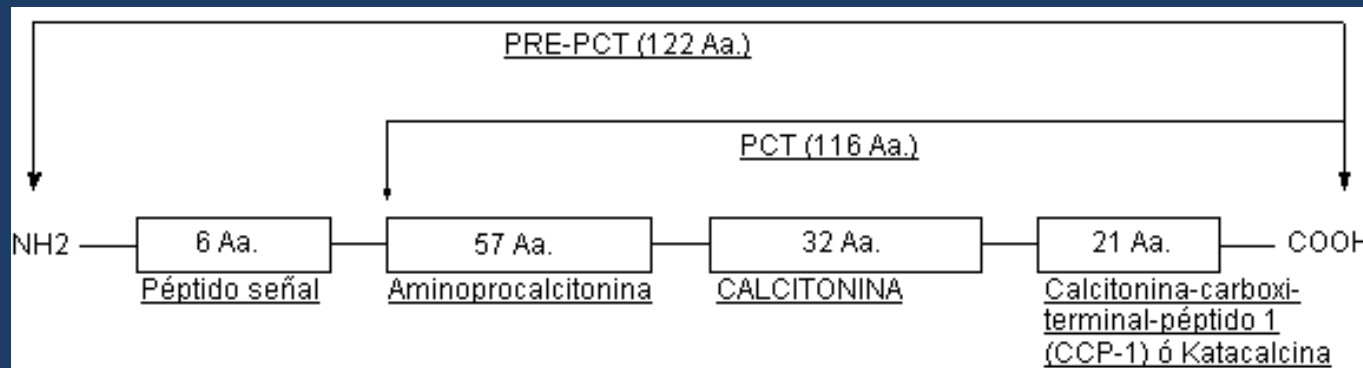 PRE-PCT (122 Aa.)
PCT (116 Aa.)
NH2
6 Aa.
57 Aa.
32 Aa.
21 Aa.
COOH
Péptido señal
Aminoprocalcitonina
CALCITONINA
Calcitonina-carboxi-
terminal-péptido 1
(CCP-1) ó Katacalcina